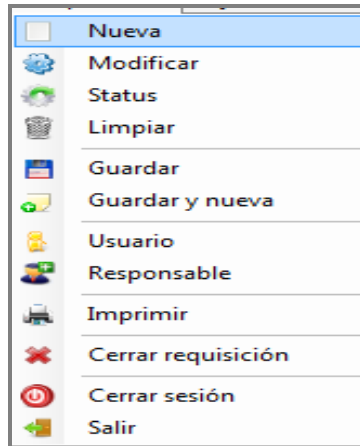 Nueva
Modificar
Status
Limpiar
Guardar
Guardar y nueva
Usuario
Responsable
Imprimir
Cerrar requisición
Cerrar sesión
Salir